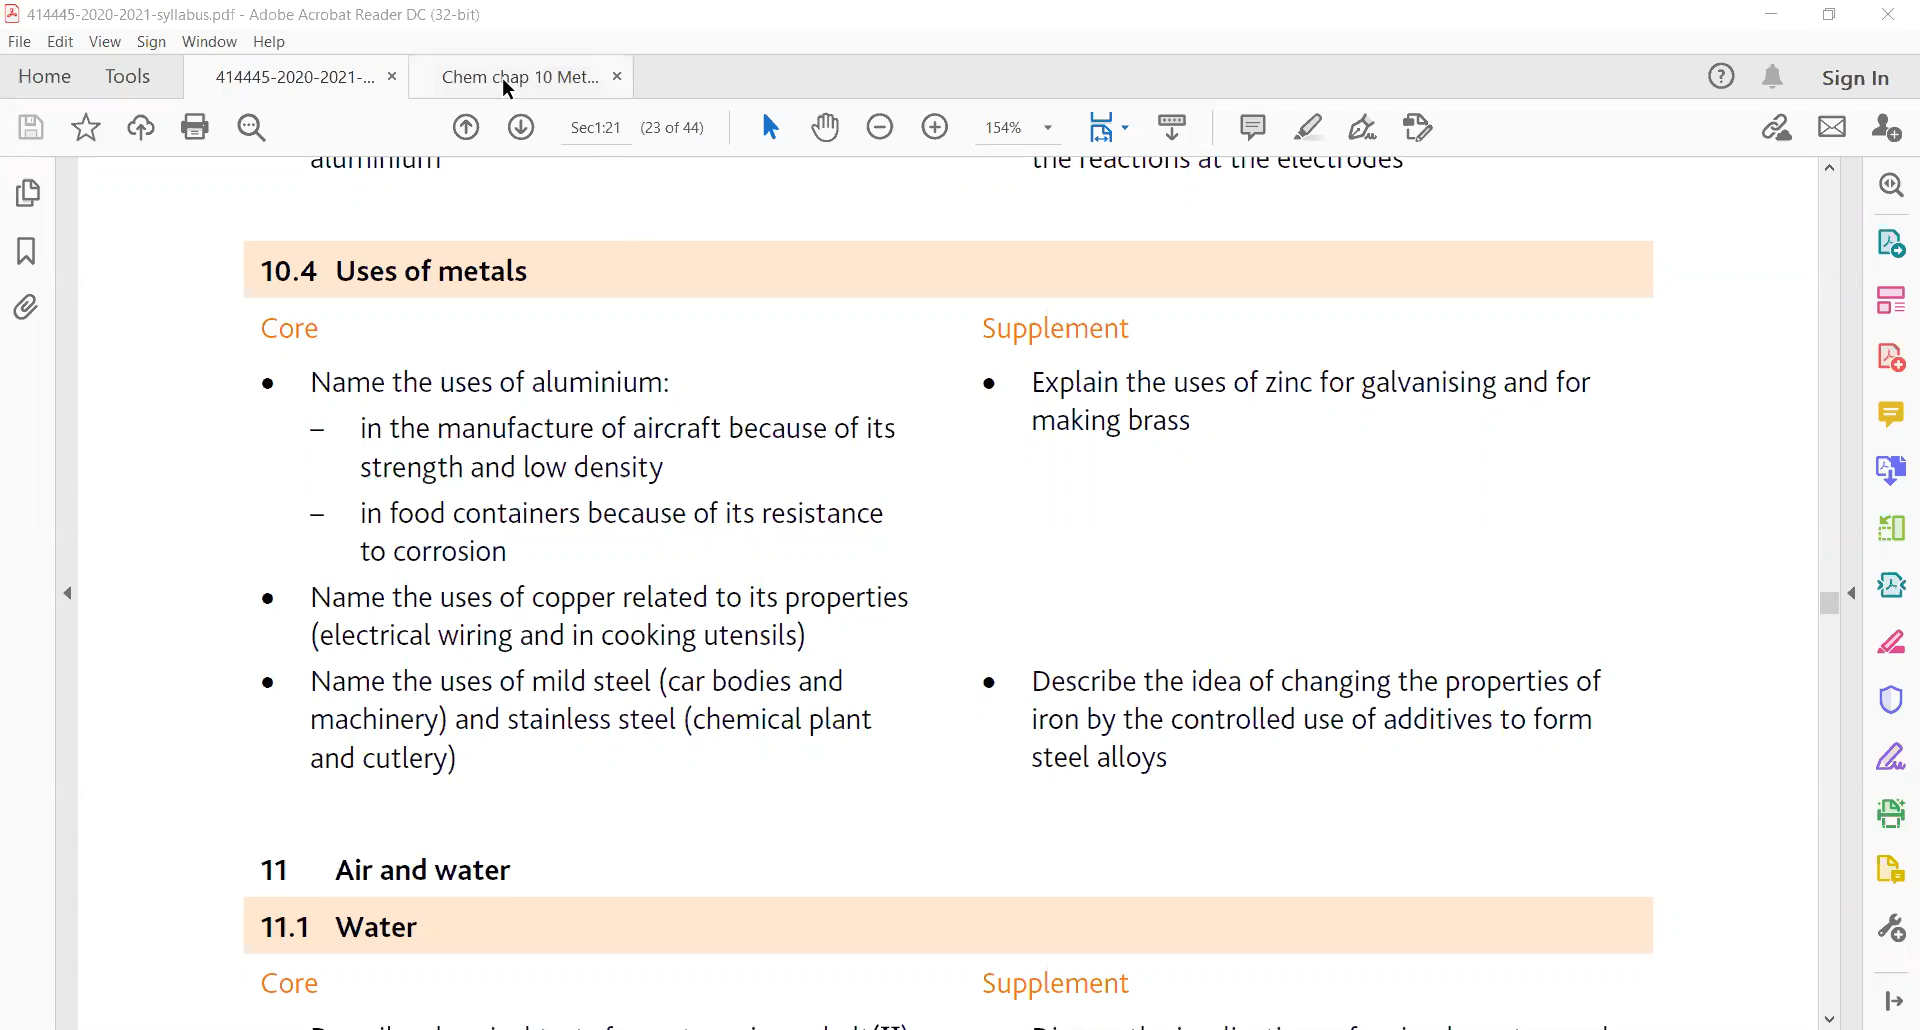 414445-2020-2021-syllabus.pdf - Adobe Acrobat Reader DC (32-bit)
File Edit View Sign Window Help
Home Tools 414445-2020-2021-... × Chem chap 10 Met... × Sign In
Sec1:21 (23 of 44) 154%
aluminium
the reactions at the electrodes
10.4 Uses of metals
Core
• Name the uses of aluminium:
– in the manufacture of aircraft because of its
strength and low density
– in food containers because of its resistance
to corrosion
• Name the uses of copper related to its properties
(electrical wiring and in cooking utensils)
• Name the uses of mild steel (car bodies and
machinery) and stainless steel (chemical plant
and cutlery)
Supplement
• Explain the uses of zinc for galvanising and for
making brass
• Describe the idea of changing the properties of
iron by the controlled use of additives to form
steel alloys
11 Air and water
11.1 Water
Core
Supplement